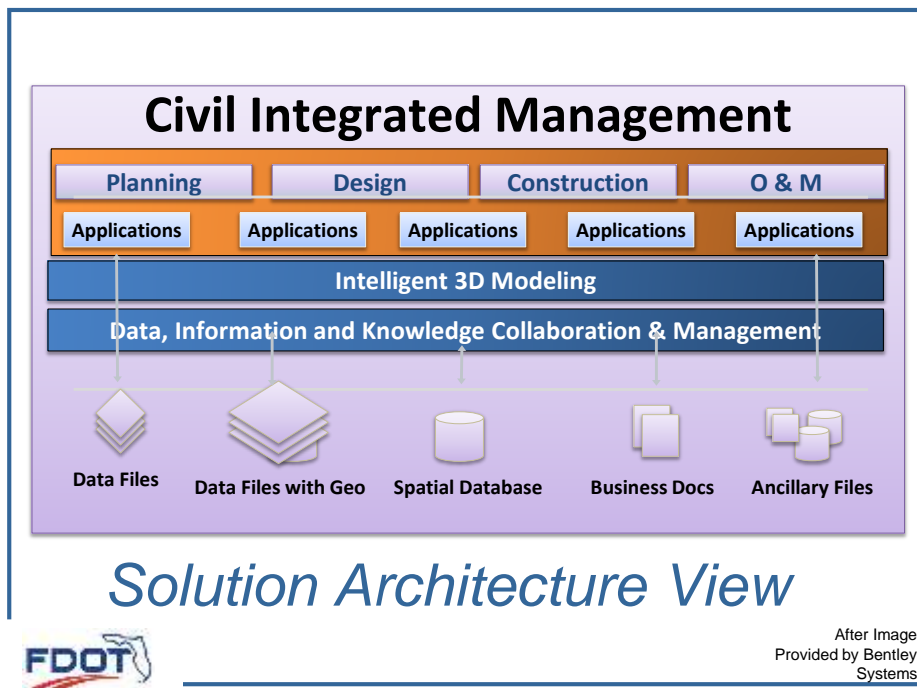 Civil Integrated Management
Planning Design Construction O & M
Applications Applications Applications Applications Applications
Intelligent 3D Modeling
Data, Information and Knowledge Collaboration & Management
Data Files Data Files with Geo Spatial Database Business Docs Ancillary Files
Solution Architecture View
FDOT
After Image
Provided by Bentley
Systems